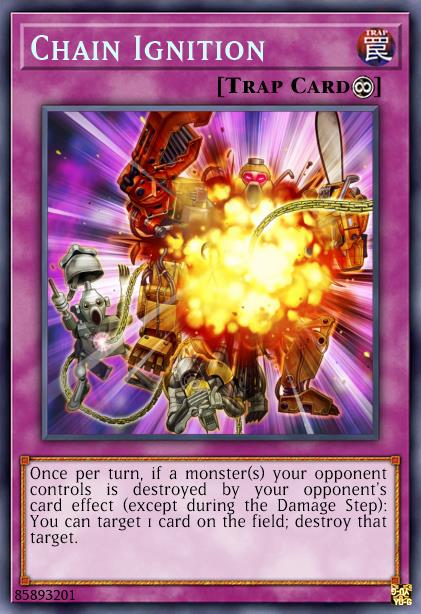 Chain Ignition
TRAP
罠
[Trap Card]
Once per turn, if a monster(s) your opponent
controls is destroyed by your opponent's
card effect (except during the Damage Step):
You can target 1 card on the field; destroy that
target.
85893201